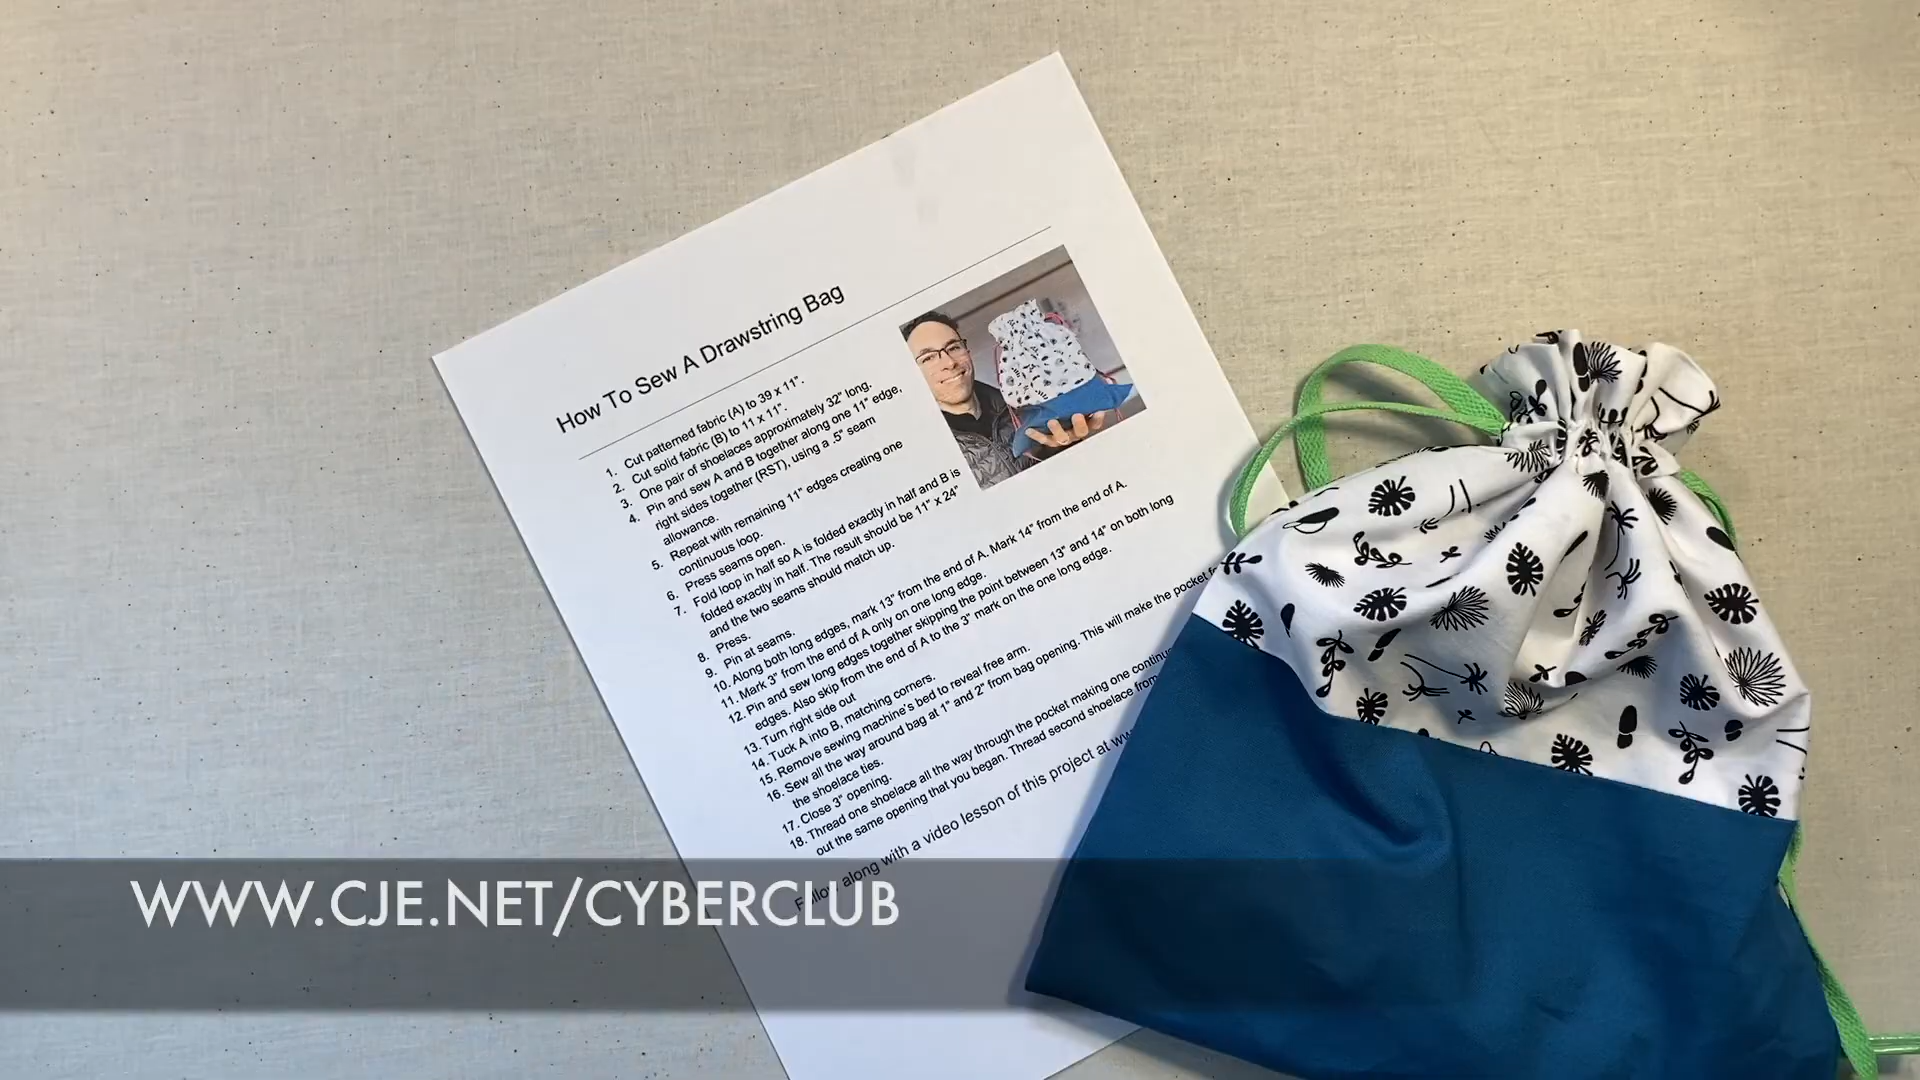 How To Sew A Drawstring Bag
1. Cut patterned fabric (A) to 39 x 11".
2. Cut solid fabric (B) to 11 x 11".
3. One pair of shoelaces approximately 32" long.
4. Pin and sew A and B together along one 11" edge,
right sides together (RST), using a .5" seam
allowance.
5. Repeat with remaining 11" edges creating one
continuous loop.
6. Press seams open.
7. Fold loop in half so A is folded exactly in half and B is
folded exactly in half. The result should be 11" x 24"
and the two seams should match up.
8. Press.
9. Pin at seams.
10. Along both long edges, mark 13" from the end of A. Mark 14" from the end of A.
11. Mark 3" from the end of A only on one long edge.
12. Pin and sew long edges together skipping the point between 13" and 14" on both long
edges. Also skip from the end of A to the 3" mark on the one long edge.
13. Turn right side out
14. Tuck A into B, matching corners.
15. Remove sewing machine's bed to reveal free arm.
16. Sew all the way around bag at 1" and 2" from bag opening. This will make the pocket
the shoelace ties.
17. Close 3" opening.
18. Thread one shoelace all the way through the pocket making one
out the same opening that you began. Thread second shoelace from
Follow along with a video lesson of this project at
WWW.CJE.NET/CYBERCLUB